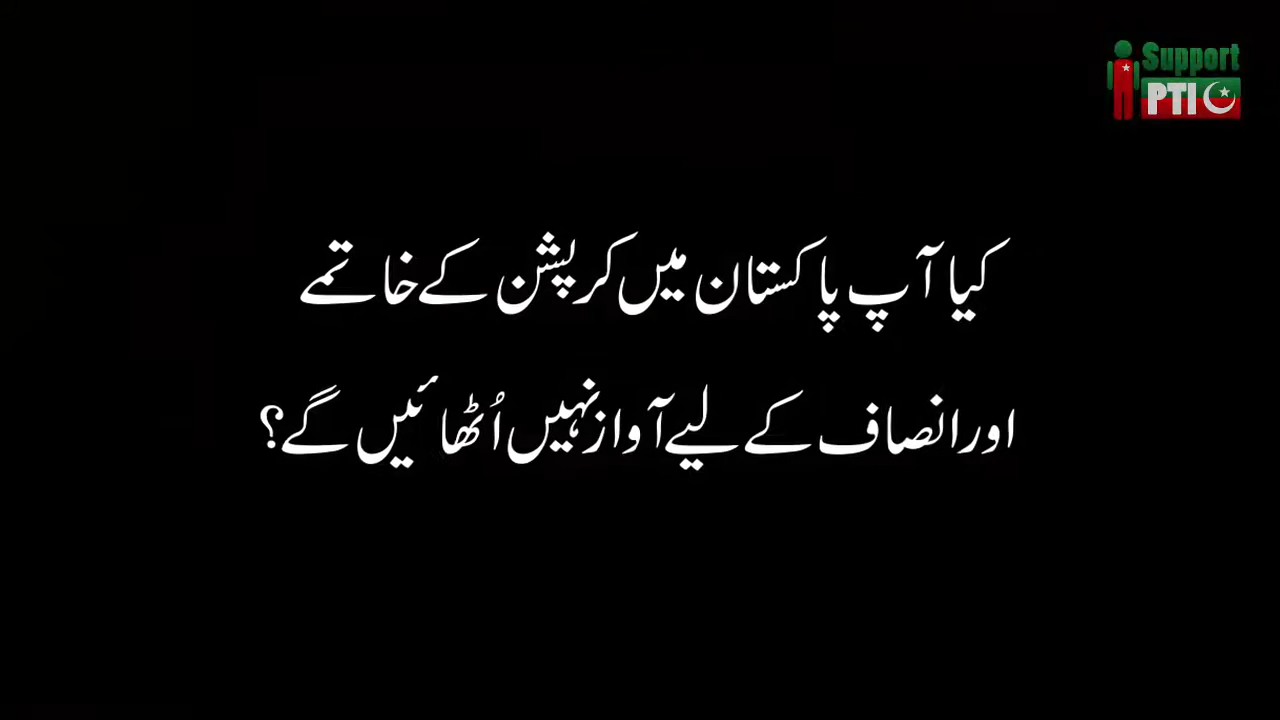 Support
PTI
کیا آپ پاکستان میں کرپشن کے خاتمے
اور انصاف کے لیے آواز نہیں اُٹھائیں گے؟